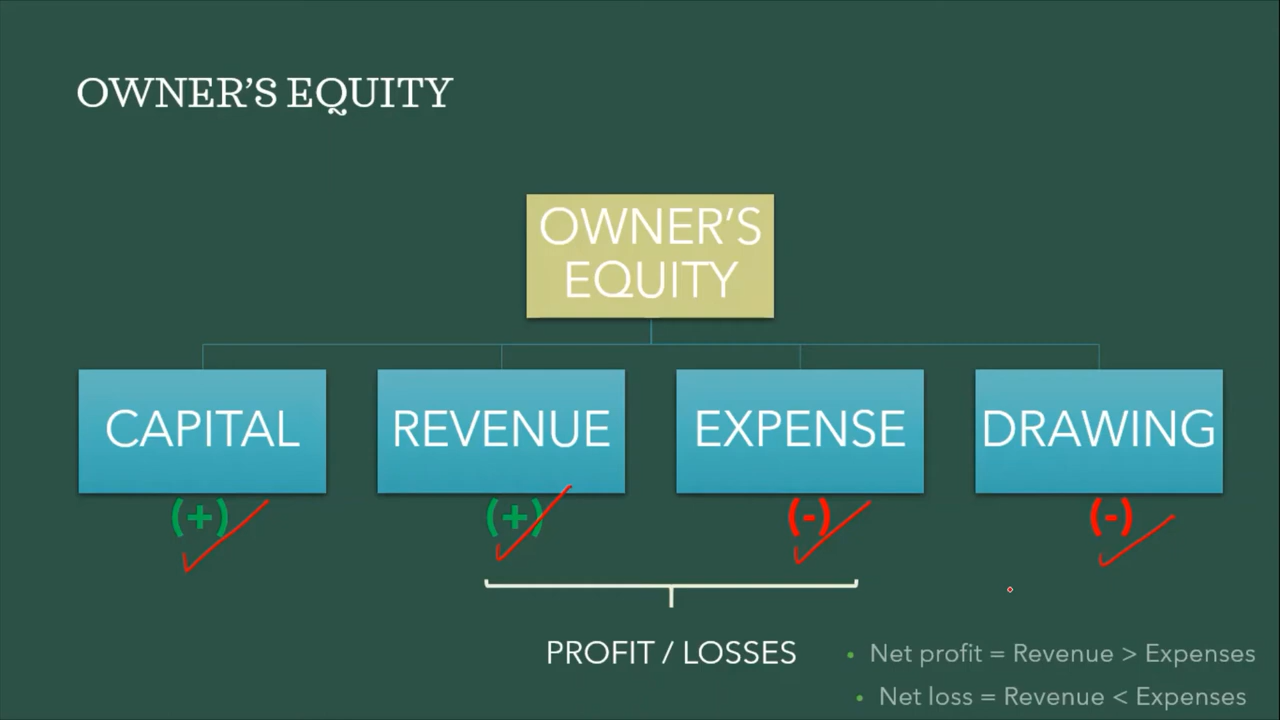 OWNER’S EQUITY
OWNER’S
EQUITY
CAPITAL
REVENUE
EXPENSE
DRAWING
(+)
(+)
(-)
(-)
PROFIT / LOSSES
• Net profit = Revenue > Expenses
• Net loss = Revenue < Expenses